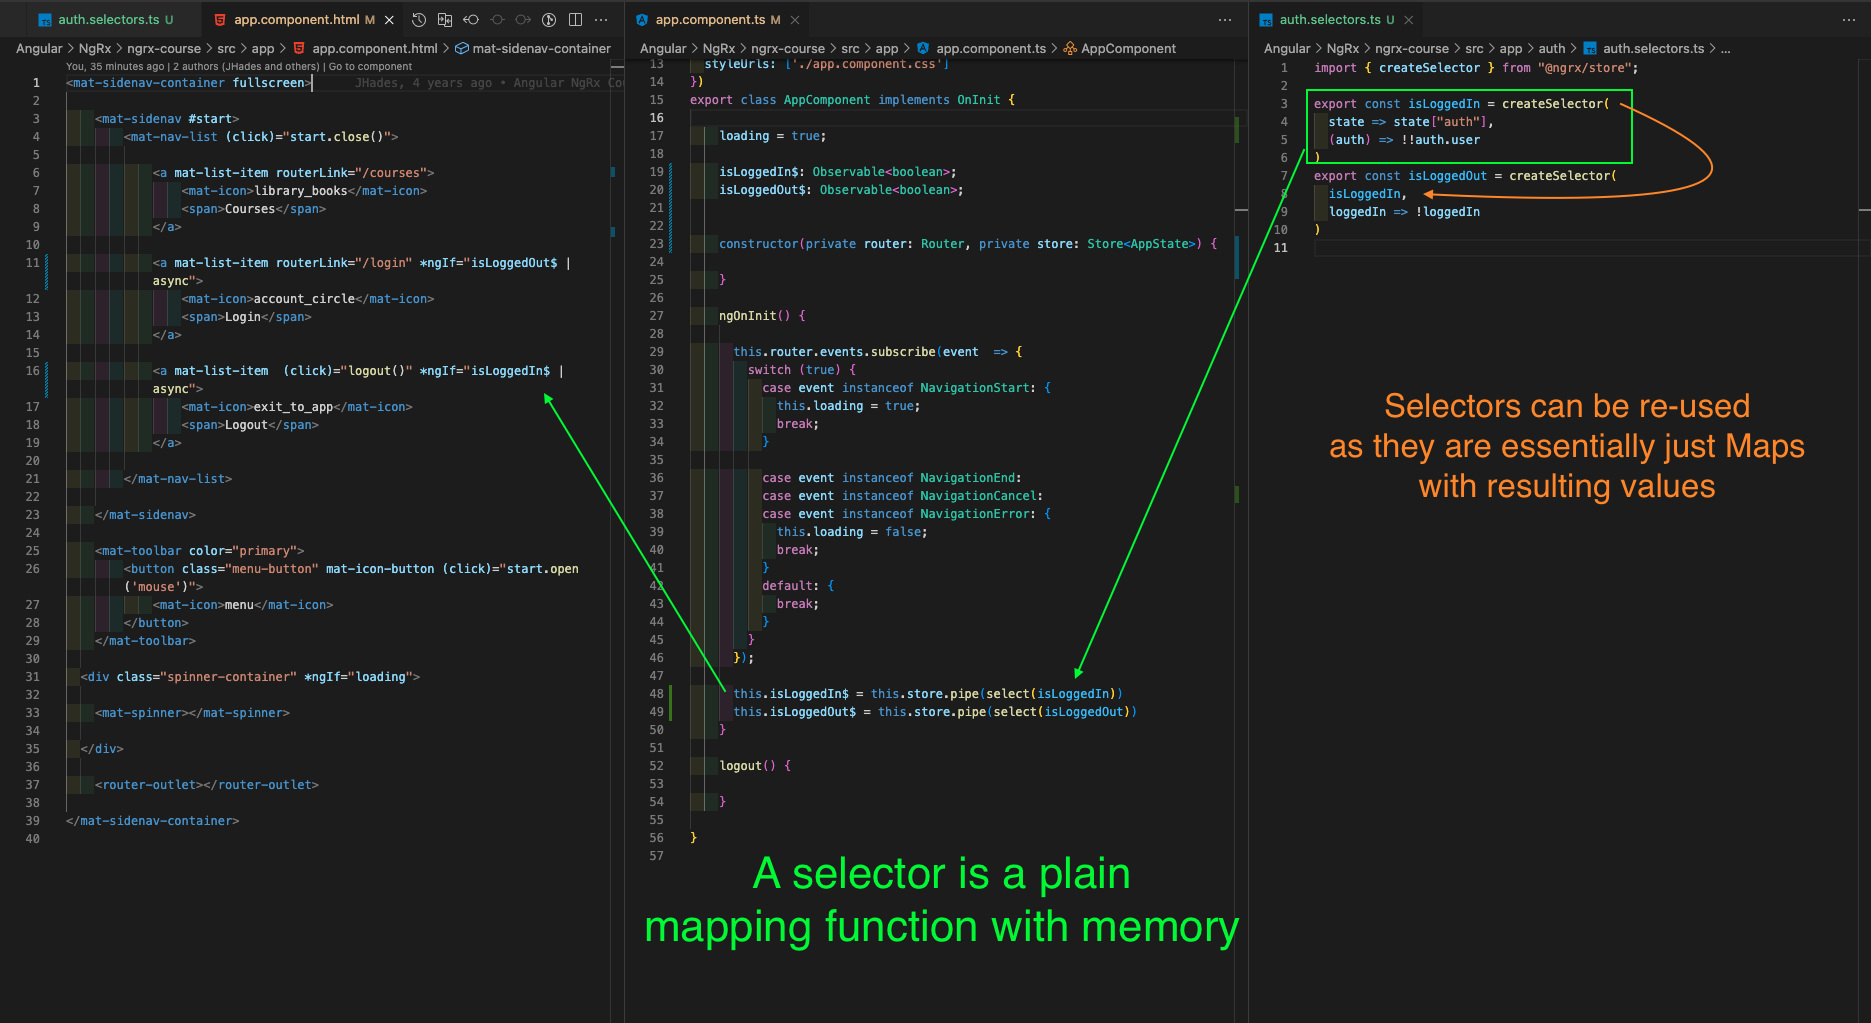 auth.selectors.ts U
app.component.html M
Angular > NgRx > ngrx-course > src > app > app.component.html > mat-sidenav-container
You, 35 minutes ago | 2 authors (JHades and others) | Go to component
1 <mat-sidenav-container fullscreen> JHades, 4 years ago • Angular NgRx Co
2
3 <mat-sidenav #start>
4 <mat-nav-list (click)="start.close()">
5
6 <a mat-list-item routerLink="/courses">
7 <mat-icon>library_books</mat-icon>
8 <span>Courses</span>
9 </a>
10
11 <a mat-list-item routerLink="/login" *ngIf="isLoggedOut$ |
async">
12 <mat-icon>account_circle</mat-icon>
13 <span>Login</span>
14 </a>
15
16 <a mat-list-item  (click)="logout()" *ngIf="isLoggedIn$ |
async">
17 <mat-icon>exit_to_app</mat-icon>
18 <span>Logout</span>
19 </a>
20
21 </mat-nav-list>
22
23 </mat-sidenav>
24
25 <mat-toolbar color="primary">
26 <button class="menu-button" mat-icon-button (click)="start.open
('mouse')">
27 <mat-icon>menu</mat-icon>
28 </button>
29 </mat-toolbar>
30
31 <div class="spinner-container" *ngIf="loading">
32
33 <mat-spinner></mat-spinner>
34
35 </div>
36
37 <router-outlet></router-outlet>
38
39 </mat-sidenav-container>
40
app.component.ts M
Angular > NgRx > ngrx-course > src > app > app.component.ts > AppComponent
13 styleUrls: ['./app.component.css']
14 })
15 export class AppComponent implements OnInit {
16
17 loading = true;
18
19 isLoggedIn$: Observable<boolean>;
20 isLoggedOut$: Observable<boolean>;
21
22
23 constructor(private router: Router, private store: Store<AppState>) {
24
25 }
26
27 ngOnInit() {
28
29 this.router.events.subscribe(event  => {
30 switch (true) {
31 case event instanceof NavigationStart: {
32 this.loading = true;
33 break;
34 }
35
36 case event instanceof NavigationEnd:
37 case event instanceof NavigationCancel:
38 case event instanceof NavigationError: {
39 this.loading = false;
40 break;
41 }
42 default: {
43 break;
44 }
45 }
46 });
47
48 this.isLoggedIn$ = this.store.pipe(select(isLoggedIn))
49 this.isLoggedOut$ = this.store.pipe(select(isLoggedOut))
50 }
51
52 logout() {
53
54 }
55
56 }
57
A selector is a plain
mapping function with memory
auth.selectors.ts U
Angular > NgRx > ngrx-course > src > app > auth > auth.selectors.ts > ...
1 import { createSelector } from "@ngrx/store";
2
3 export const isLoggedIn = createSelector(
4 state => state["auth"],
5 (auth) => !!auth.user
6 )
7 export const isLoggedOut = createSelector(
8 isLoggedIn,
9 loggedIn => !loggedIn
10 )
11
Selectors can be re-used
as they are essentially just Maps
with resulting values